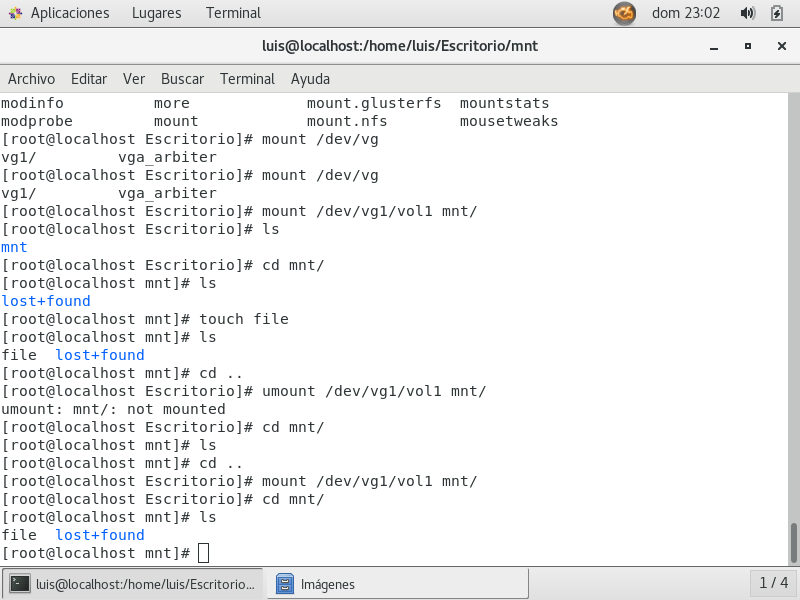 Aplicaciones Lugares Terminal dom 23:02
luis@localhost:/home/luis/Escritorio/mnt
Archivo Editar Ver Buscar Terminal Ayuda
modinfo more mount.glusterfs mountstats
modprobe mount mount.nfs mousetweaks
[root@localhost Escritorio]# mount /dev/vg
vg1/ vga_arbiter
[root@localhost Escritorio]# mount /dev/vg
vg1/ vga_arbiter
[root@localhost Escritorio]# mount /dev/vg1/vol1 mnt/
[root@localhost Escritorio]# ls
mnt
[root@localhost Escritorio]# cd mnt/
[root@localhost mnt]# ls
lost+found
[root@localhost mnt]# touch file
[root@localhost mnt]# ls
file lost+found
[root@localhost mnt]# cd ..
[root@localhost Escritorio]# umount /dev/vg1/vol1 mnt/
umount: mnt/: not mounted
[root@localhost Escritorio]# cd mnt/
[root@localhost mnt]# ls
[root@localhost mnt]# cd ..
[root@localhost Escritorio]# mount /dev/vg1/vol1 mnt/
[root@localhost Escritorio]# cd mnt/
[root@localhost mnt]# ls
file lost+found
[root@localhost mnt]#
luis@localhost:/home/luis/Escritorio... Imágenes 1 / 4